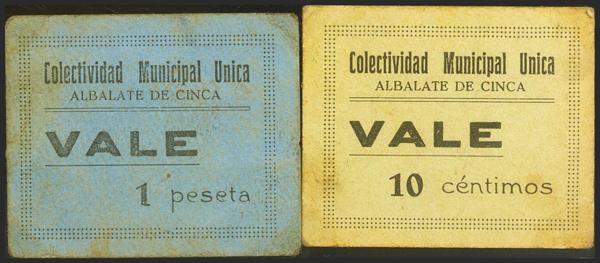 Colectividad Municipal Unica
ALBALATE DE CINCA
VALE
1 peseta
Colectividad Municipal Unica
ALBALATE DE CINCA
VALE
10 céntimos